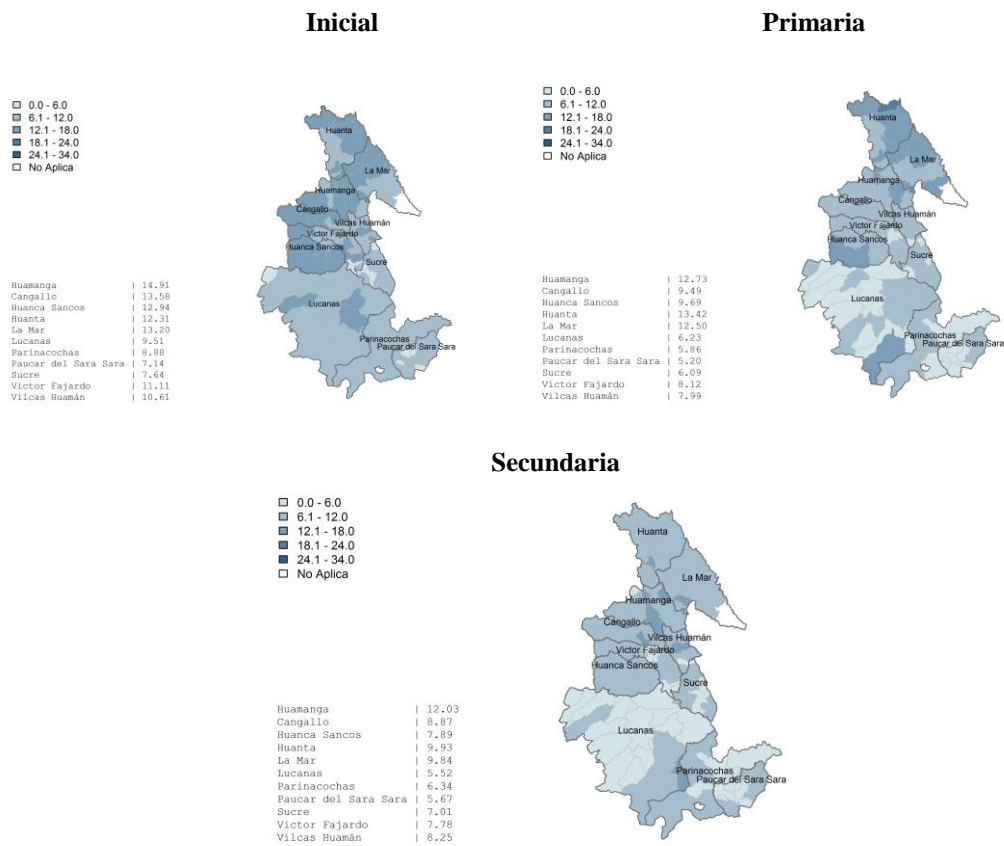 Inicial
0.0 - 6.0
6.1 - 12.0
12.1 - 18.0
18.1 - 24.0
24.1 - 34.0
No Aplica
Huanta
La Mar
Huamanga
Cangallo
Vilcas Huamán
Victor Fajardo
Huanca Sancos
Sucre
Lucanas
Parinacochas
Paucar del Sara Sara
Huamanga | 14.91
Cangallo | 13.58
Huanca Sancos | 12.94
Huanta | 12.31
La Mar | 13.20
Lucanas | 9.51
Parinacochas | 8.88
Paucar del Sara Sara | 7.14
Sucre | 7.64
Victor Fajardo | 11.11
Vilcas Huamán | 10.61
Primaria
0.0 - 6.0
6.1 - 12.0
12.1 - 18.0
18.1 - 24.0
24.1 - 34.0
No Aplica
Huanta
La Mar
Huamanga
Cangallo
Vilcas Huamán
Victor Fajardo
Huanca Sancos
Sucre
Lucanas
Parinacochas
Paucar del Sara Sara
Huamanga | 12.73
Cangallo | 9.49
Huanca Sancos | 9.69
Huanta | 13.42
La Mar | 12.50
Lucanas | 6.23
Parinacochas | 5.86
Paucar del Sara Sara | 5.20
Sucre | 6.09
Victor Fajardo | 8.12
Vilcas Huamán | 7.99
Secundaria
0.0 - 6.0
6.1 - 12.0
12.1 - 18.0
18.1 - 24.0
24.1 - 34.0
No Aplica
Huanta
La Mar
Huamanga
Cangallo
Vilcas Huamán
Victor Fajardo
Huanca Sancos
Sucre
Lucanas
Parinacochas
Paucar del Sara Sara
Huamanga | 12.03
Cangallo | 8.87
Huanca Sancos | 7.89
Huanta | 9.93
La Mar | 9.84
Lucanas | 5.52
Parinacochas | 6.34
Paucar del Sara Sara | 5.67
Sucre | 7.01
Victor Fajardo | 7.78
Vilcas Huamán | 8.25